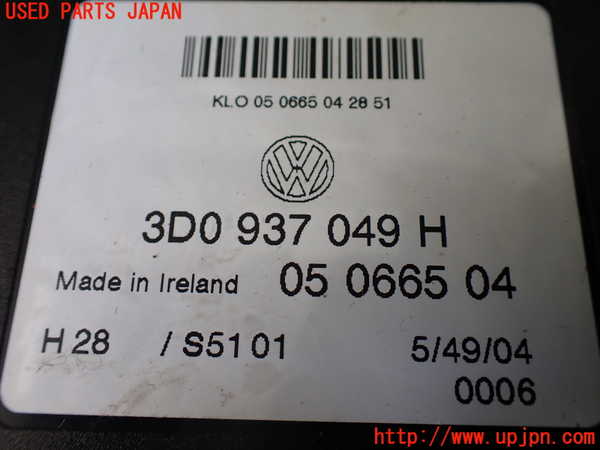 USED PARTS JAPAN
KLO 05 0665 04 28 51
3D0 937 049 H
Made in Ireland 05 0665 04
H 28 / S51 01 5/49/04
0006
http://www.upjpn.com/